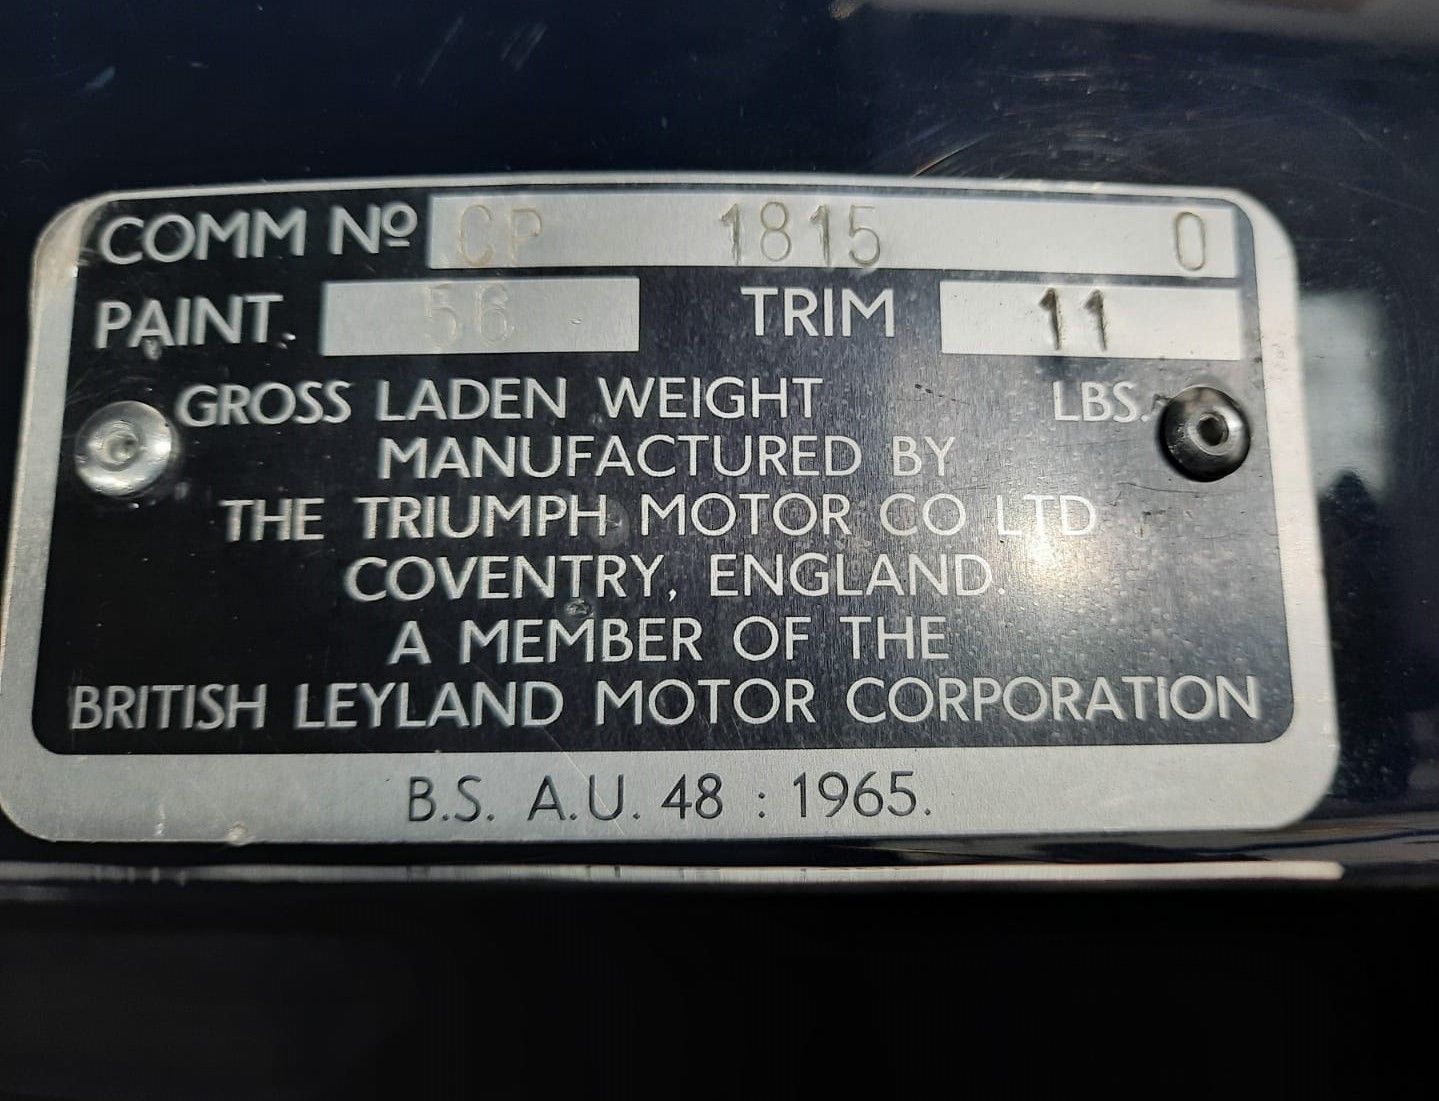 COMM Nº CP 1815 O
PAINT. 56 TRIM 11
GROSS LADEN WEIGHT LBS.
MANUFACTURED BY
THE TRIUMPH MOTOR CO LTD
COVENTRY, ENGLAND.
A MEMBER OF THE
BRITISH LEYLAND MOTOR CORPORATION
B.S. A.U. 48 : 1965.